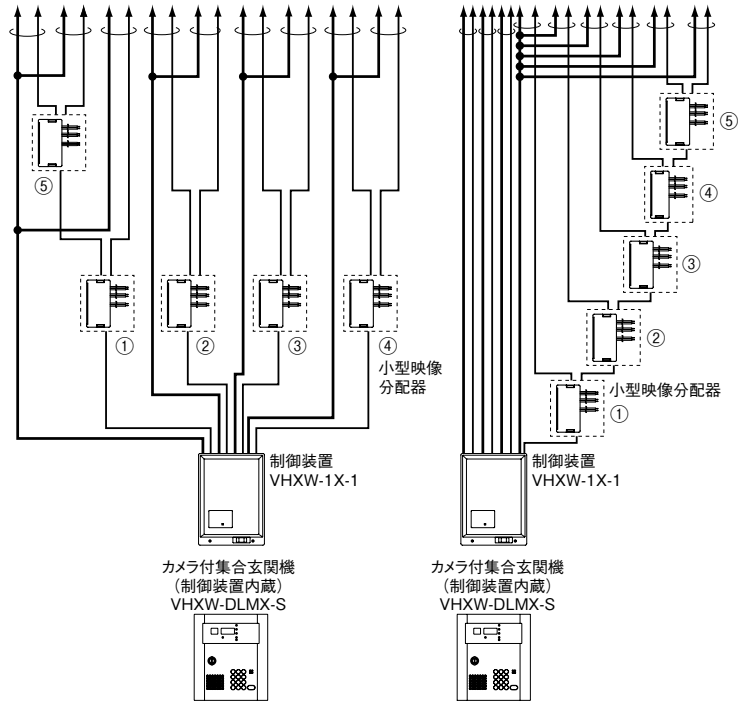 ⑤
①
②
③
④
小型映像
分配器
制御装置
VHXW-1X-1
カメラ付集合玄関機
（制御装置内蔵）
VHXW-DLMX-S
⑤
④
③
②
小型映像分配器
①
制御装置
VHXW-1X-1
カメラ付集合玄関機
（制御装置内蔵）
VHXW-DLMX-S